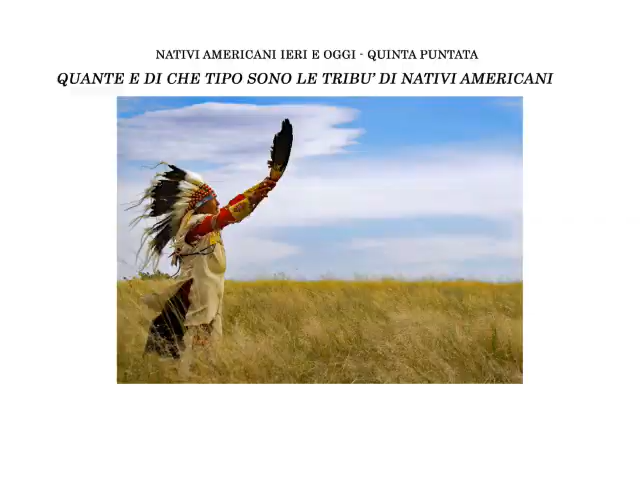 NATIVI AMERICANI IERI E OGGI - QUINTA PUNTATA
QUANTE E DI CHE TIPO SONO LE TRIBU’ DI NATIVI AMERICANI